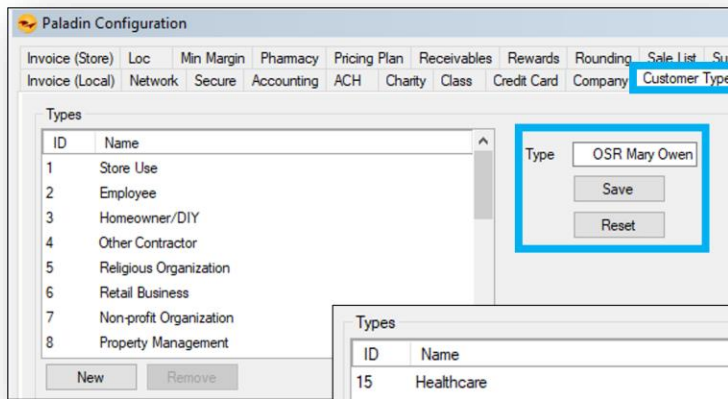 Paladin Configuration
Invoice (Store) Loc Min Margin Pharmacy Pricing Plan Receivables Rewards Rounding Sale List Su
Invoice (Local) Network Secure Accounting ACH Charity Class Credit Card Company Customer Type
Types
ID Name
1 Store Use
2 Employee
3 Homeowner/DIY
4 Other Contractor
5 Religious Organization
6 Retail Business
7 Non-profit Organization
8 Property Management
New Remove
Type OSR Mary Owen
Save
Reset
Types
ID Name
15 Healthcare